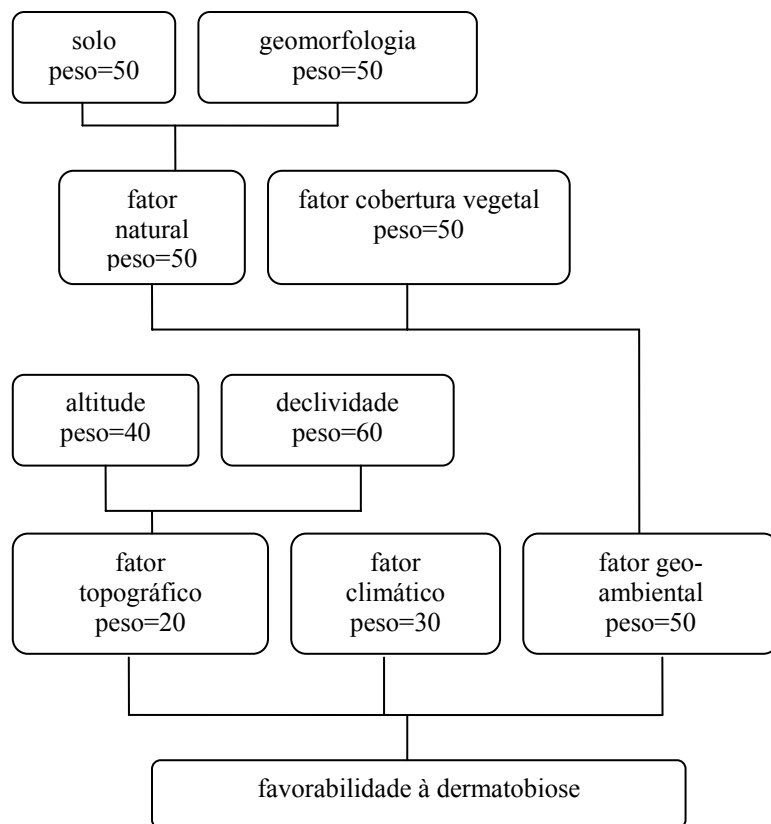 solo
peso=50
geomorfologia
peso=50
fator
natural
peso=50
fator cobertura vegetal
peso=50
altitude
peso=40
declividade
peso=60
fator
topográfico
peso=20
fator
climático
peso=30
fator geo-
ambiental
peso=50
favorabilidade à dermatobiose